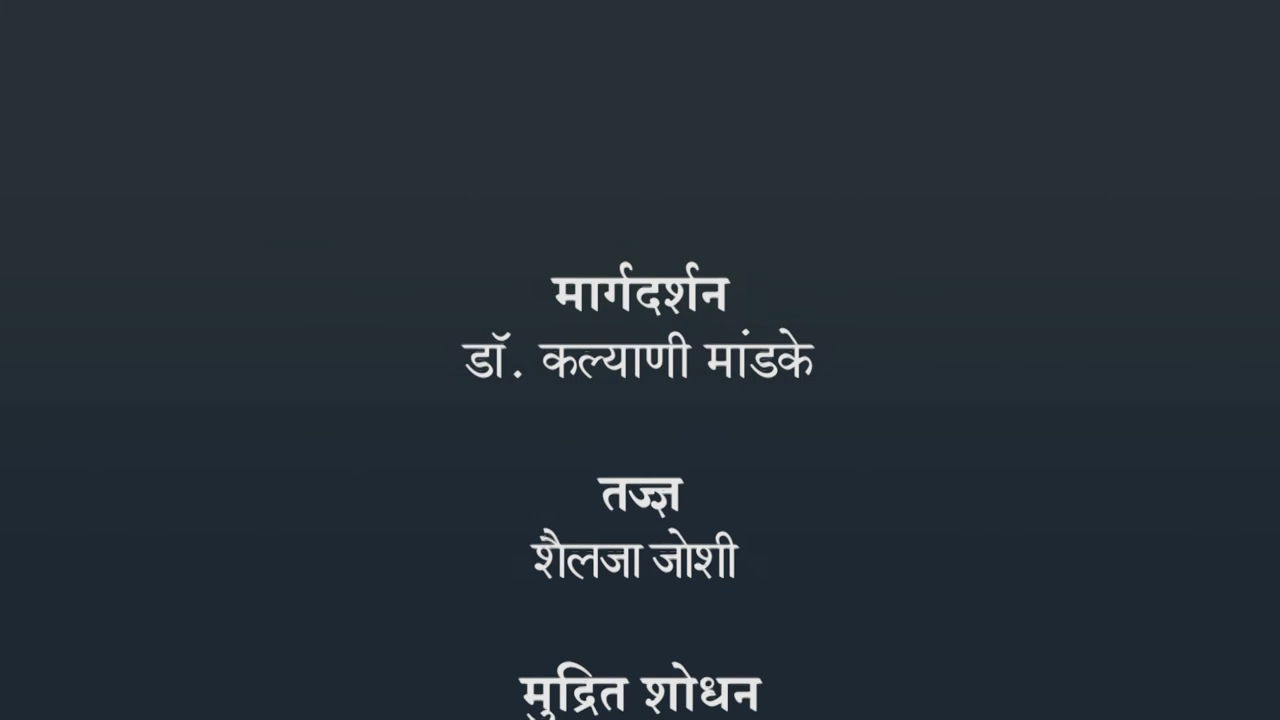 मार्गदर्शन
डॉ. कल्याणी मांडके
तज्ज्ञ
शैलजा जोशी
मुद्रित शोधन